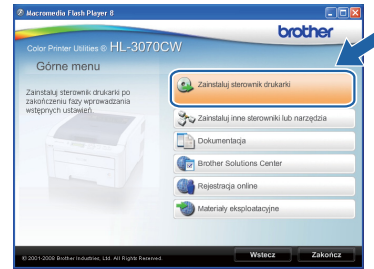 Macromedia Flash Player 8
brother
Color Printer Utilities ® HL-3070CW
Górne menu
Zainstaluj sterownik drukarki po
zakończeniu fazy wprowadzania
wstępnych ustawień.
Zainstaluj sterownik drukarki
Zainstaluj inne sterowniki lub narzędzia
Dokumentacja
Brother Solutions Center
Rejestracja online
Materiały eksploatacyjne
© 2001-2008 Brother Industries, Ltd. All Rights Reserved.
Wstecz
Zakończ